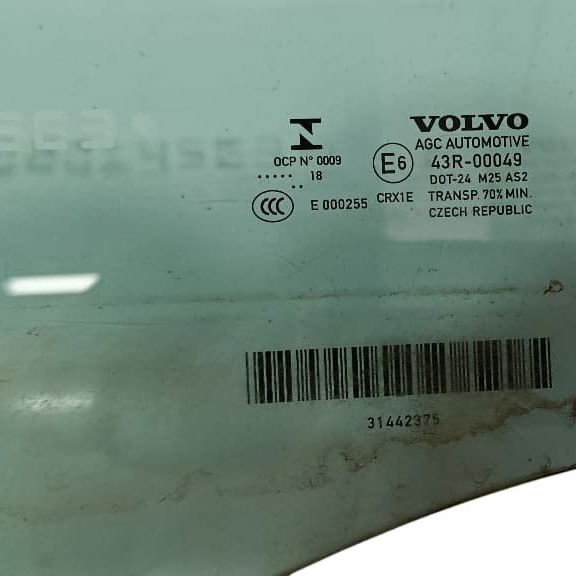 VOLVO
AGC AUTOMOTIVE
E6 43R-00049
DOT-24 M25 AS2
CRX1E TRANSP. 70% MIN.
CZECH REPUBLIC
OCP N° 0009
18
CCC E 000255
31442375